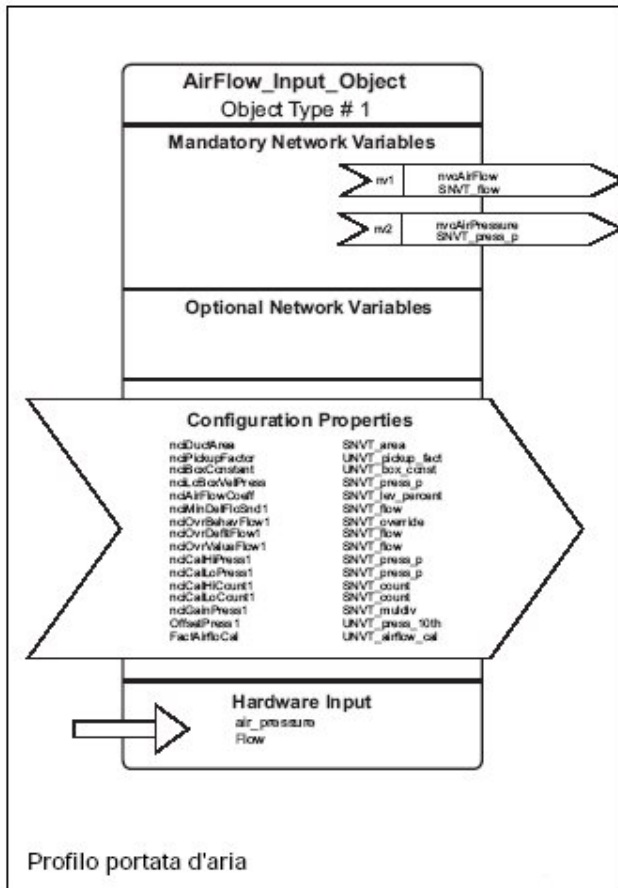 AirFlow_Input_Object
Object Type # 1
Mandatory Network Variables
nv1 nvoAirFlow
SNVT_flow
nv2 nvoAirPressure
SNVT_press_p
Optional Network Variables
Configuration Properties
nciDuctArea SNVT_area
nciPickupFactor UNVT_pickup_fact
nciBoxConstant UNVT_box_const
nciLoBoxVelPress SNVT_press_p
nciAirFlowCoeff SNVT_lev_percent
nciMinDelFloSnd1 SNVT_flow
nciOvrBehavFlow1 SNVT_override
nciOvrDefltFlow1 SNVT_flow
nciOvrValueFlow1 SNVT_flow
nciCalHiPress1 SNVT_press_p
nciCalLoPress1 SNVT_press_p
nciCalHiCount1 SNVT_count
nciCalLoCount1 SNVT_count
nciGainPress1 SNVT_muldiv
OffsetPress1 UNVT_press_10th
FactAirfloCal UNVT_airflow_cal
Hardware Input
air_pressure
Flow
Profilo portata d'aria